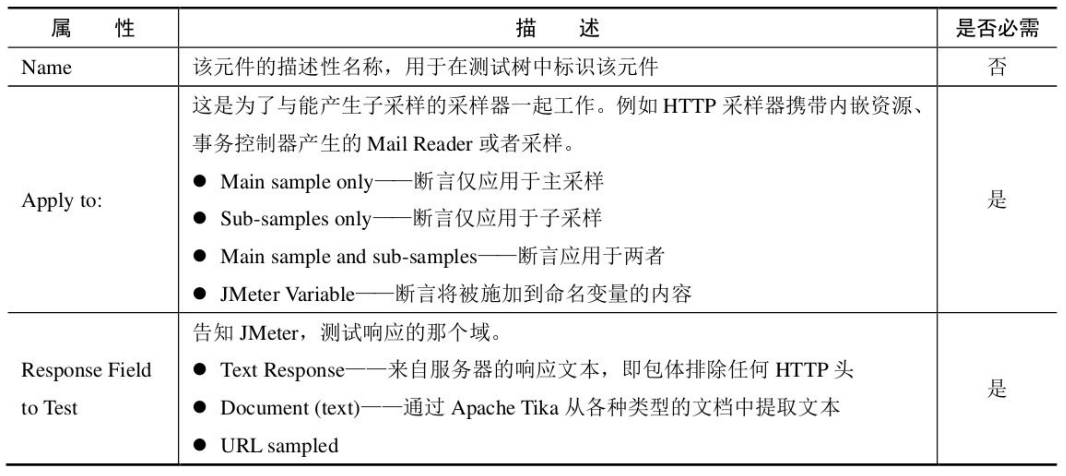 属 性 描 述 是否必需
Name 该元件的描述性名称，用于在测试树中标识该元件 否
这是为了与能产生子采样的采样器一起工作。例如 HTTP 采样器携带内嵌资源、
事务控制器产生的 Mail Reader 或者采样。
● Main sample only——断言仅应用于主采样
Apply to: ● Sub-samples only——断言仅应用于子采样 是
● Main sample and sub-samples——断言应用于两者
● JMeter Variable——断言将被施加到命名变量的内容
告知 JMeter，测试响应的那个域。
Response Field ● Text Response——来自服务器的响应文本，即包体排除任何 HTTP 头
to Test ● Document (text)——通过 Apache Tika 从各种类型的文档中提取文本 是
● URL sampled